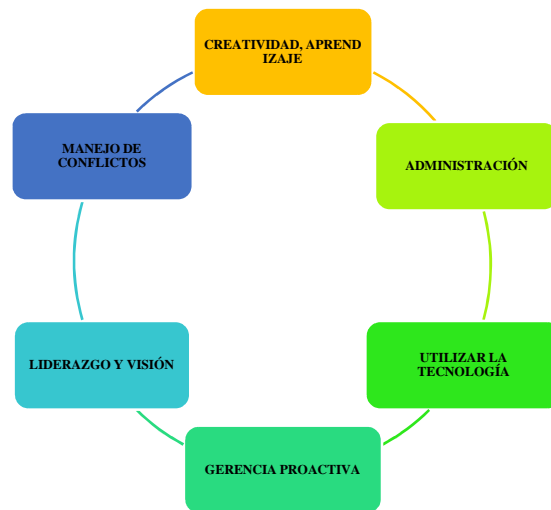 CREATIVIDAD, APREND
IZAJE
MANEJO DE
CONFLICTOS
ADMINISTRACIÓN
LIDERAZGO Y VISIÓN
UTILIZAR LA
TECNOLOGÍA
GERENCIA PROACTIVA